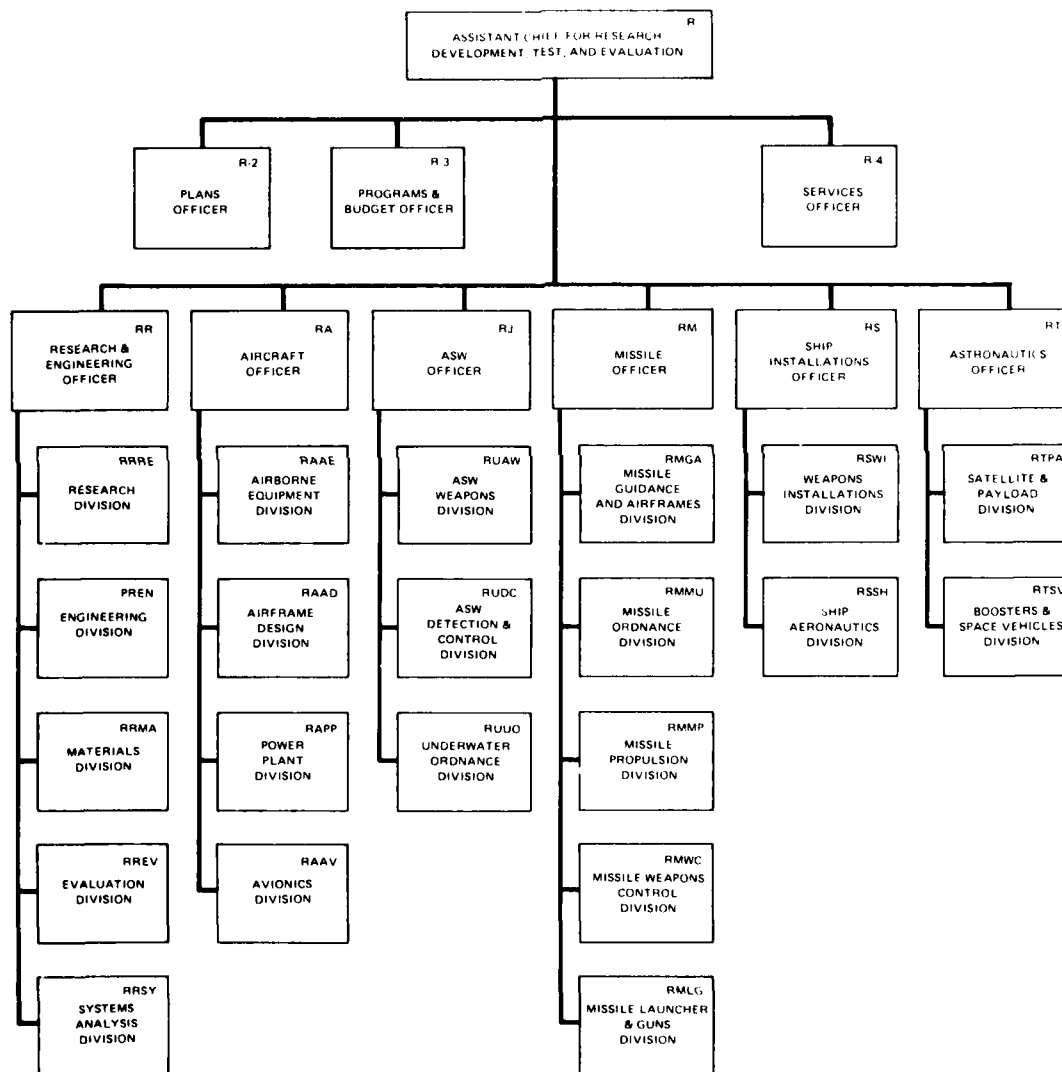 R
ASSISTANT CHIEF FOR RESEARCH
DEVELOPMENT, TEST, AND EVALUATION
R-2
PLANS
OFFICER
R-3
PROGRAMS &
BUDGET OFFICER
R-4
SERVICES
OFFICER
RR
RESEARCH &
ENGINEERING
OFFICER
RA
AIRCRAFT
OFFICER
RJ
ASW
OFFICER
RM
MISSILE
OFFICER
RS
SHIP
INSTALLATIONS
OFFICER
RT
ASTRONAUTICS
OFFICER
RRRE
RESEARCH
DIVISION
RAAE
AIRBORNE
EQUIPMENT
DIVISION
RUAW
ASW
WEAPONS
DIVISION
RMGA
MISSILE
GUIDANCE
AND AIRFRAMES
DIVISION
RSWI
WEAPONS
INSTALLATIONS
DIVISION
RTPA
SATELLITE &
PAYLOAD
DIVISION
PREN
ENGINEERING
DIVISION
RAAD
AIRFRAME
DESIGN
DIVISION
RUDC
ASW
DETECTION &
CONTROL
DIVISION
RMMU
MISSILE
ORDNANCE
DIVISION
RSSH
SHIP
AERONAUTICS
DIVISION
RTSV
BOOSTERS &
SPACE VEHICLES
DIVISION
RRMA
MATERIALS
DIVISION
RAPP
POWER
PLANT
DIVISION
RUUO
UNDERWATER
ORDNANCE
DIVISION
RMMP
MISSILE
PROPULSION
DIVISION
RREV
EVALUATION
DIVISION
RAAV
AVIONICS
DIVISION
RMWC
MISSILE WEAPONS
CONTROL
DIVISION
RRSY
SYSTEMS
ANALYSIS
DIVISION
RMLG
MISSILE LAUNCHER
& GUNS
DIVISION